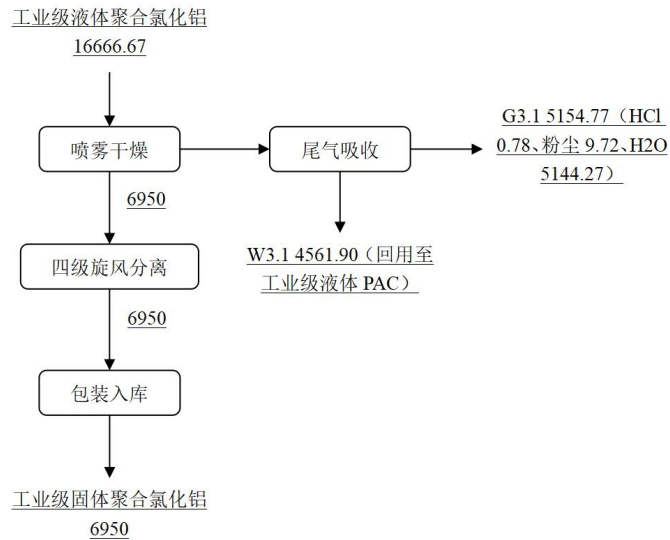 工业级液体聚合氯化铝
16666.67
喷雾干燥
尾气吸收
G3.1 5154.77（HCl
0.78、粉尘 9.72、H2O
5144.27）
6950
W3.1 4561.90（回用至
工业级液体 PAC）
四级旋风分离
6950
包装入库
工业级固体聚合氯化铝
6950